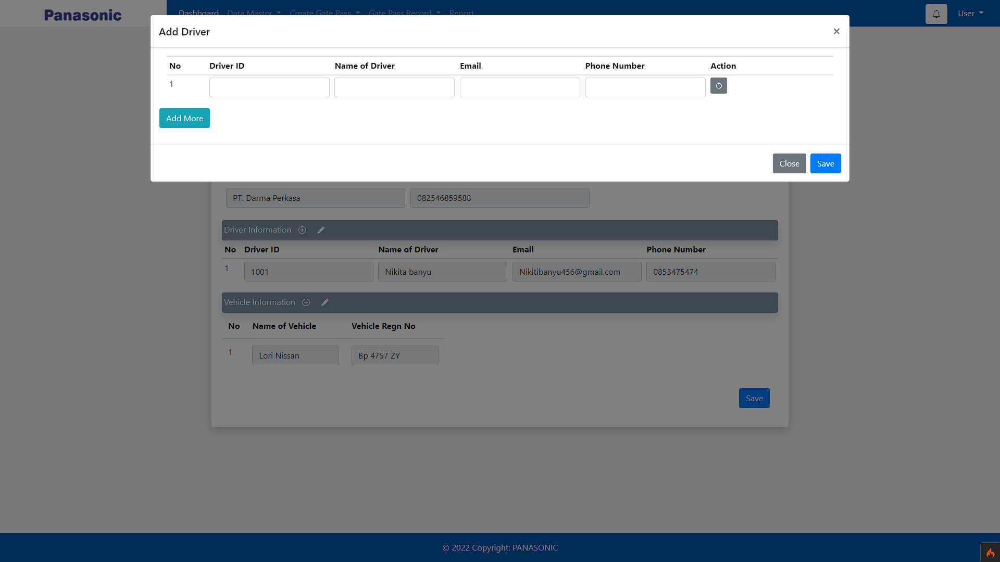 Panasonic
Dashboard Data Master Create Gate Pass Gate Pass Record Report User
Add Driver ×
No Driver ID Name of Driver Email Phone Number Action
1
Add More
Close Save
PT. Darma Perkasa 082546859588
Driver Information
No Driver ID Name of Driver Email Phone Number
1 1001 Nikita banyu Nikitibanyu456@gmail.com 0853475474
Vehicle Information
No Name of Vehicle Vehicle Regn No
1 Lori Nissan Bp 4757 ZY
Save
© 2022 Copyright: PANASONIC